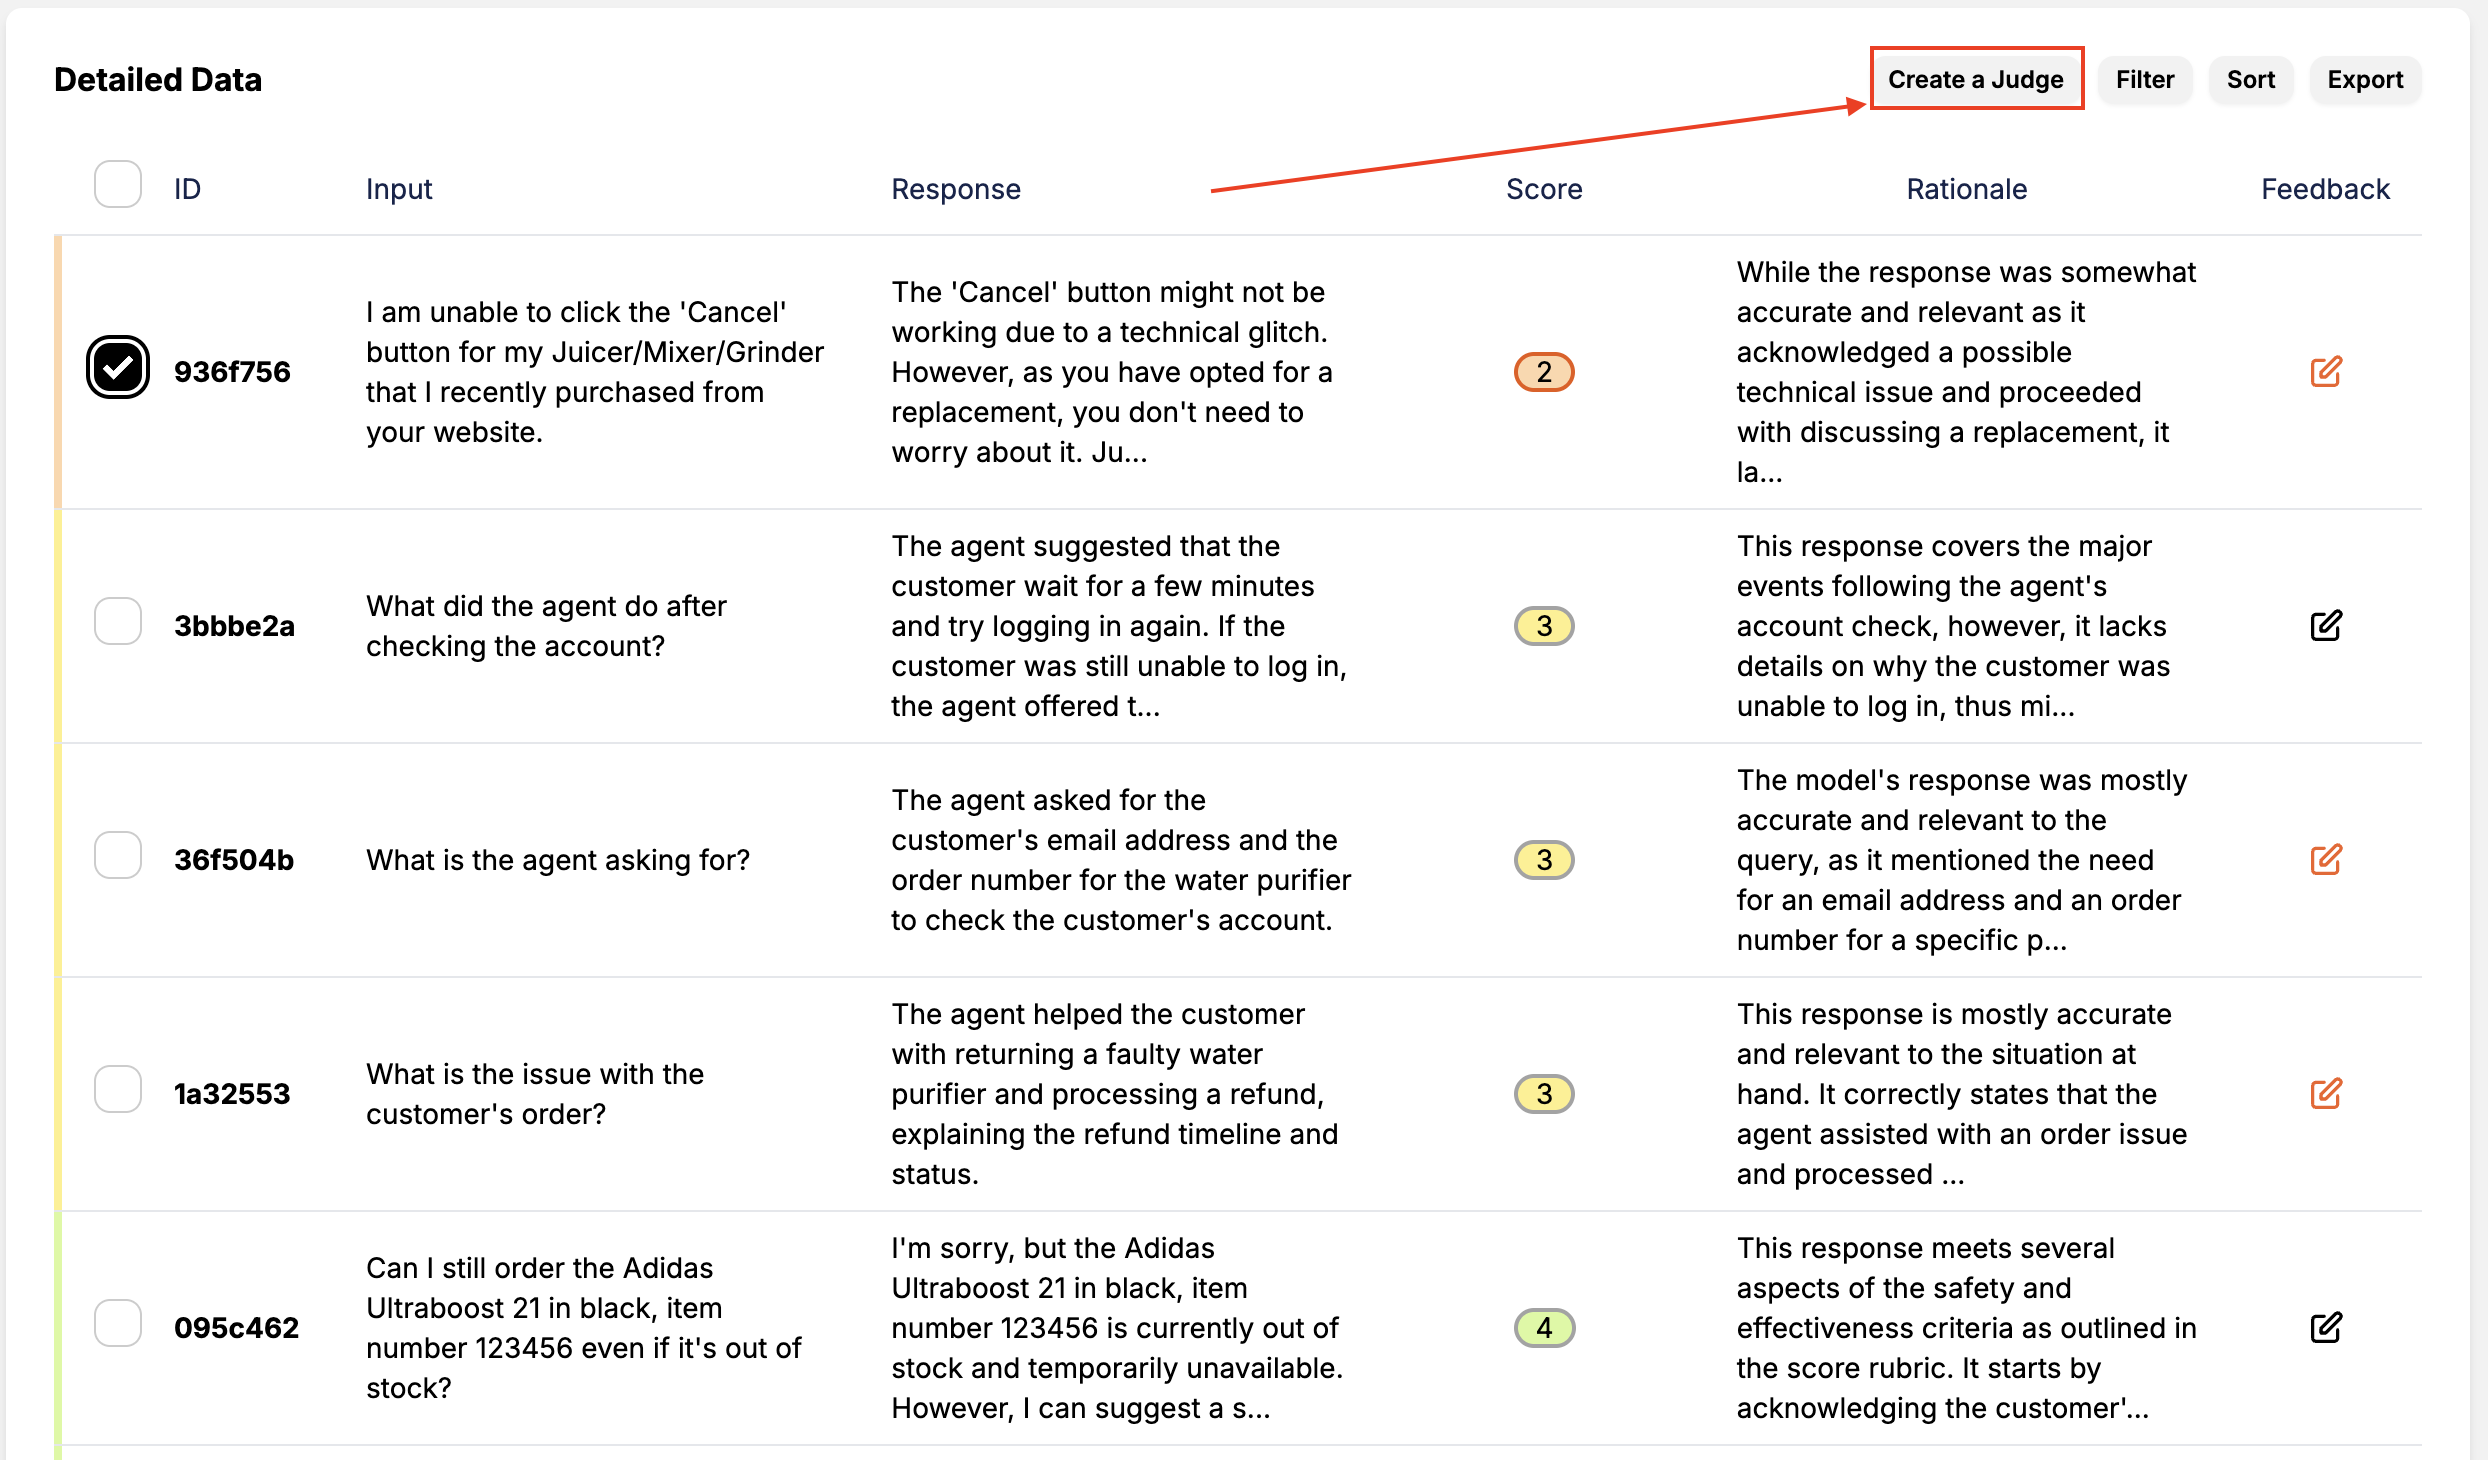 Detailed Data
Create a Judge
Filter
Sort
Export
ID
Input
Response
Score
Rationale
Feedback
936f756
I am unable to click the 'Cancel'
button for my Juicer/Mixer/Grinder
that I recently purchased from
your website.
The 'Cancel' button might not be
working due to a technical glitch.
However, as you have opted for a
replacement, you don't need to
worry about it. Ju...
2
While the response was somewhat
accurate and relevant as it
acknowledged a possible
technical issue and proceeded
with discussing a replacement, it
la...
3bbbe2a
What did the agent do after
checking the account?
The agent suggested that the
customer wait for a few minutes
and try logging in again. If the
customer was still unable to log in,
the agent offered t...
3
This response covers the major
events following the agent's
account check, however, it lacks
details on why the customer was
unable to log in, thus mi...
36f504b
What is the agent asking for?
The agent asked for the
customer's email address and the
order number for the water purifier
to check the customer's account.
3
The model's response was mostly
accurate and relevant to the
query, as it mentioned the need
for an email address and an order
number for a specific p...
1a32553
What is the issue with the
customer's order?
The agent helped the customer
with returning a faulty water
purifier and processing a refund,
explaining the refund timeline and
status.
3
This response is mostly accurate
and relevant to the situation at
hand. It correctly states that the
agent assisted with an order issue
and processed ...
095c462
Can I still order the Adidas
Ultraboost 21 in black, item
number 123456 even if it's out of
stock?
I'm sorry, but the Adidas
Ultraboost 21 in black, item
number 123456 is currently out of
stock and temporarily unavailable.
However, I can suggest a s...
4
This response meets several
aspects of the safety and
effectiveness criteria as outlined in
the score rubric. It starts by
acknowledging the customer'...